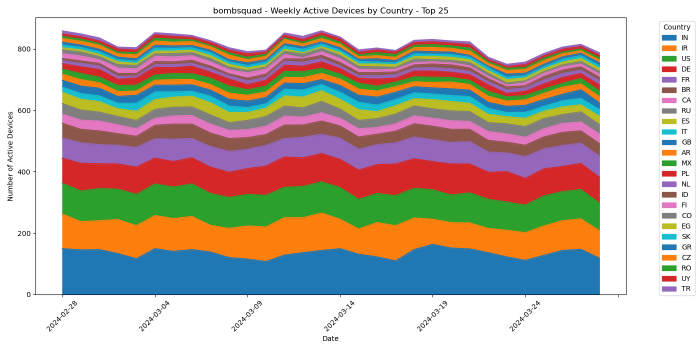 bombsquad - Weekly Active Devices by Country - Top 25
Number of Active Devices
800
600
400
200
0
2024-02-28
2024-03-04
2024-03-09
2024-03-14
2024-03-19
2024-03-24
Date
Country
IN
IR
US
DE
FR
BR
CA
RU
ES
IT
GB
AR
MX
PL
NL
ID
FI
CO
EG
SK
GR
CZ
RO
UY
TR